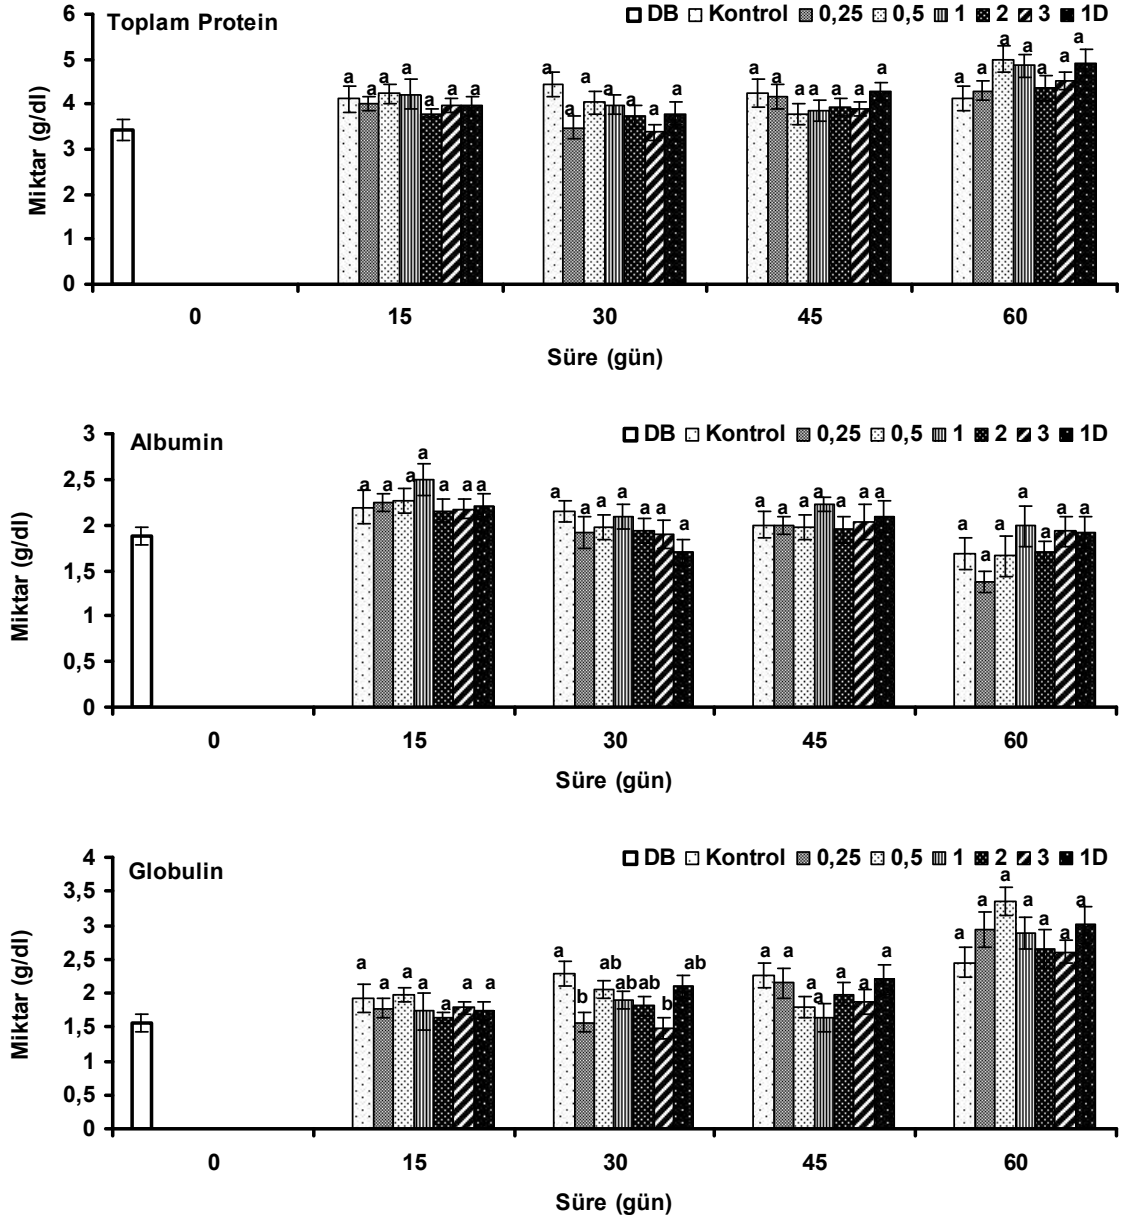 Toplam Protein
DB Kontrol 0,25 0,5 1 2 3 1D
Miktar (g/dl)
6
5
4
3
2
1
0
a a a a a a a
a a a a a a a
a a a a a a a
a a a a a a a
0 15 30 45 60
Süre (gün)
Albumin
DB Kontrol 0,25 0,5 1 2 3 1D
Miktar (g/dl)
3
2,5
2
1,5
1
0,5
0
a a a a a a a
a a a a a a a
a a a a a a a
a a a a a a a
0 15 30 45 60
Süre (gün)
Globulin
DB Kontrol 0,25 0,5 1 2 3 1D
Miktar (g/dl)
4
3,5
3
2,5
2
1,5
1
0,5
0
a a a a a a a
a b ab ab ab b ab
a a a a a a a
a a a a a a a
0 15 30 45 60
Süre (gün)